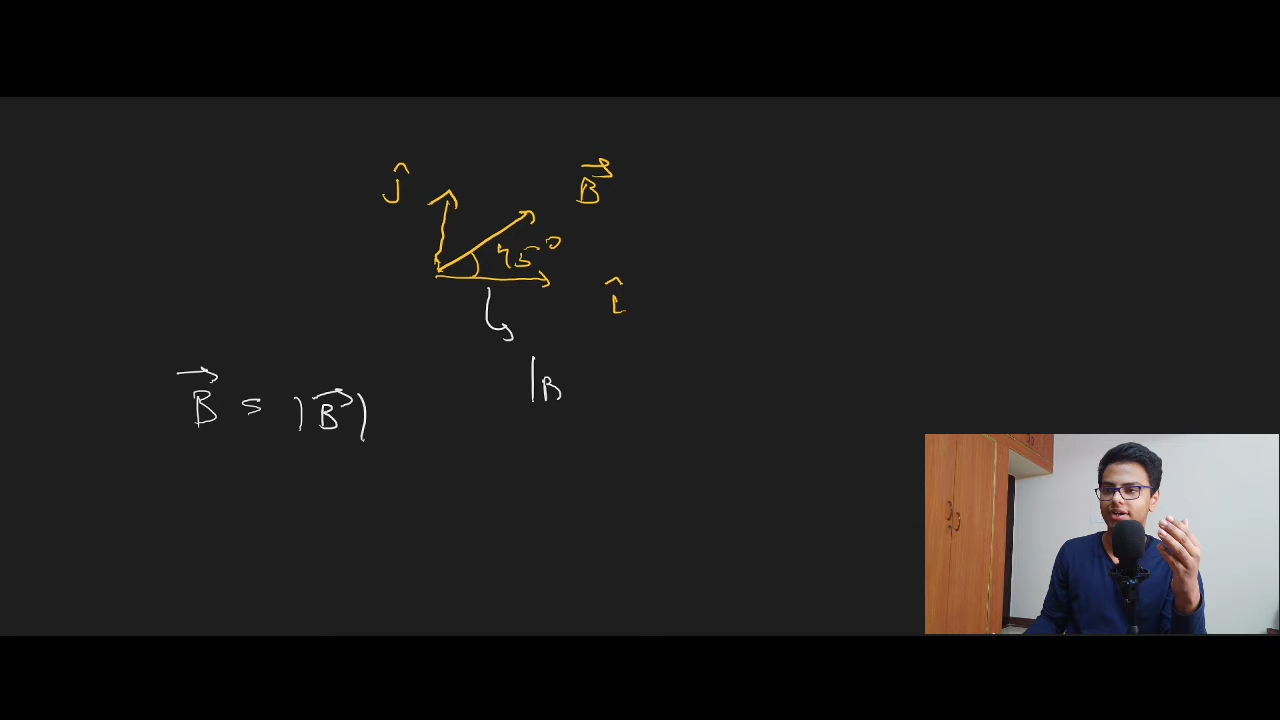 ĵ
B⃗
45°
î
|B
B⃗ = |B⃗|